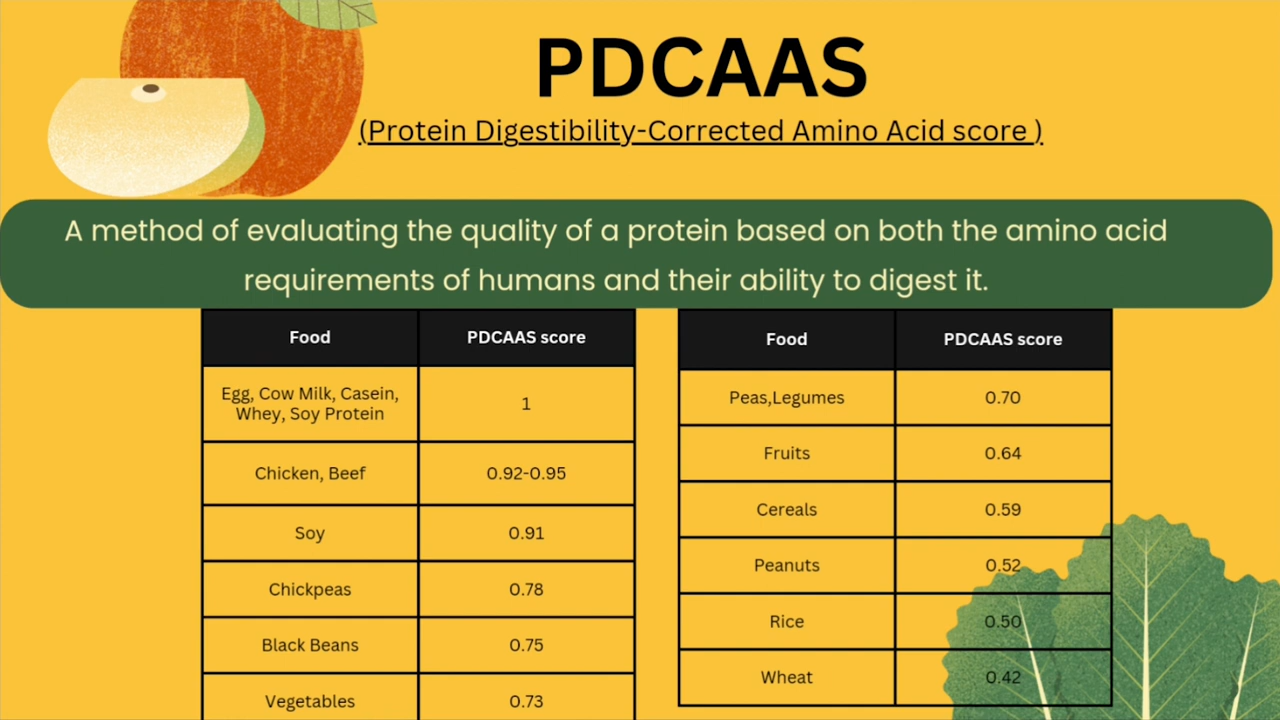 PDCAAS
(Protein Digestibility-Corrected Amino Acid score )
A method of evaluating the quality of a protein based on both the amino acid
requirements of humans and their ability to digest it.
Food PDCAAS score
Egg, Cow Milk, Casein,
Whey, Soy Protein 1
Chicken, Beef 0.92-0.95
Soy 0.91
Chickpeas 0.78
Black Beans 0.75
Vegetables 0.73
Food PDCAAS score
Peas,Legumes 0.70
Fruits 0.64
Cereals 0.59
Peanuts 0.52
Rice 0.50
Wheat 0.42